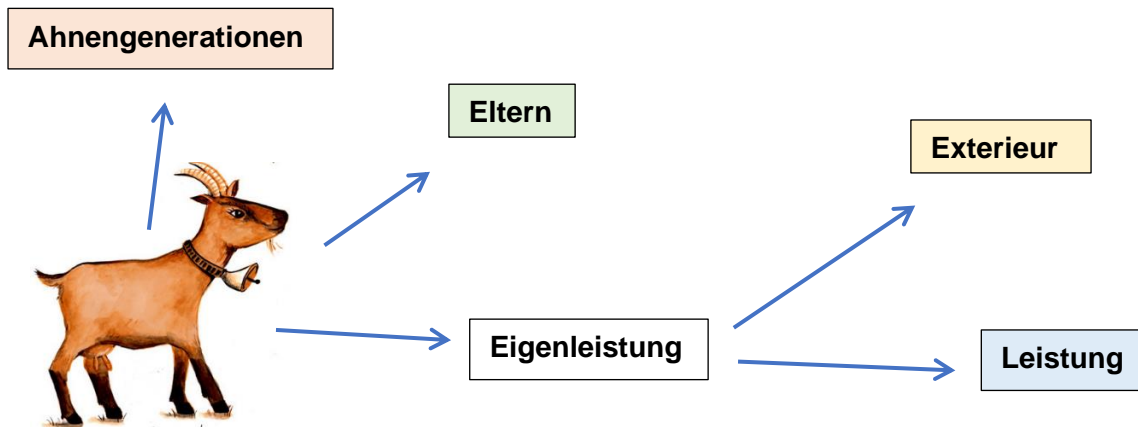 Ahnengenerationen
Eltern
Exterieur
Eigenleistung
Leistung